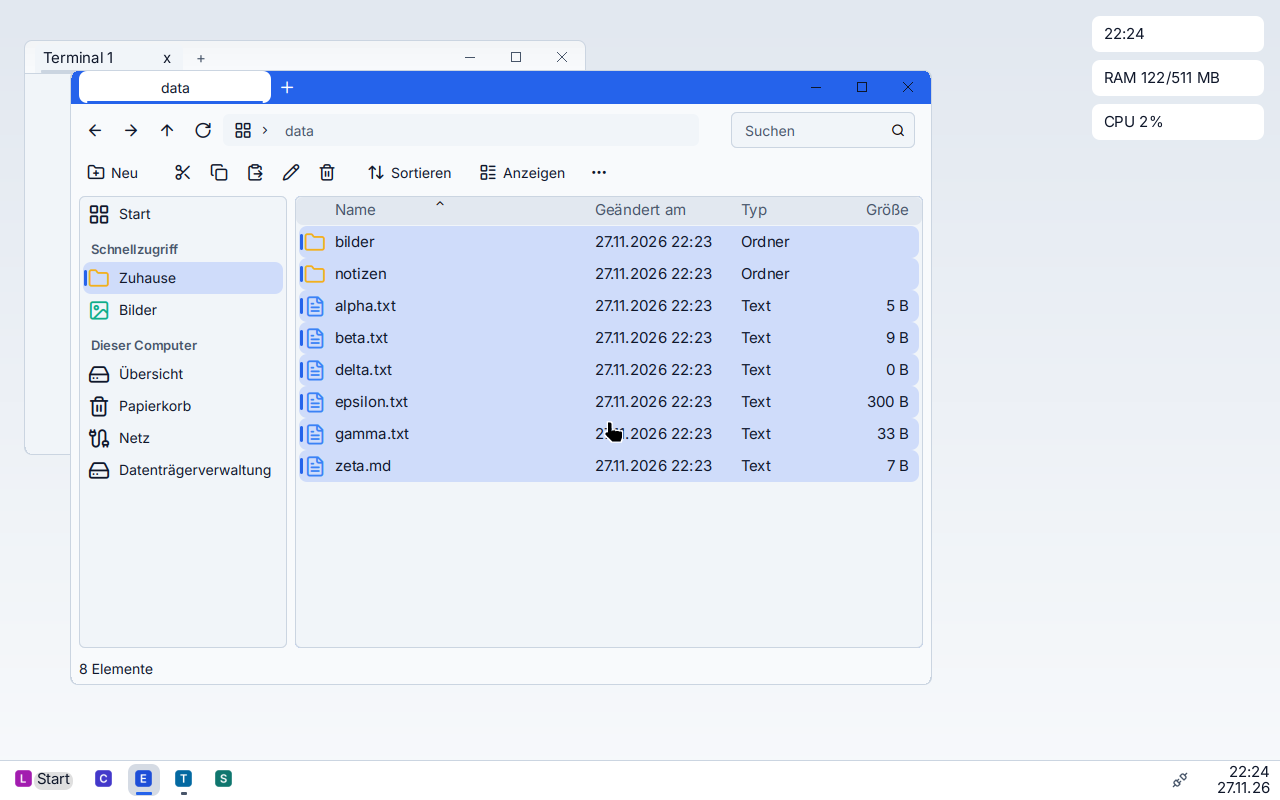 22:24
RAM 122/511 MB
CPU 2%
Terminal 1 x +
data
data
Suchen
Neu Sortieren Anzeigen
Start
Schnellzugriff
Zuhause
Bilder
Dieser Computer
Übersicht
Papierkorb
Netz
Datenträgerverwaltung
Name Geändert am Typ Größe
bilder 27.11.2026 22:23 Ordner
notizen 27.11.2026 22:23 Ordner
alpha.txt 27.11.2026 22:23 Text 5 B
beta.txt 27.11.2026 22:23 Text 9 B
delta.txt 27.11.2026 22:23 Text 0 B
epsilon.txt 27.11.2026 22:23 Text 300 B
gamma.txt 27.11.2026 22:23 Text 33 B
zeta.md 27.11.2026 22:23 Text 7 B
8 Elemente
L Start C E T S
22:24
27.11.26